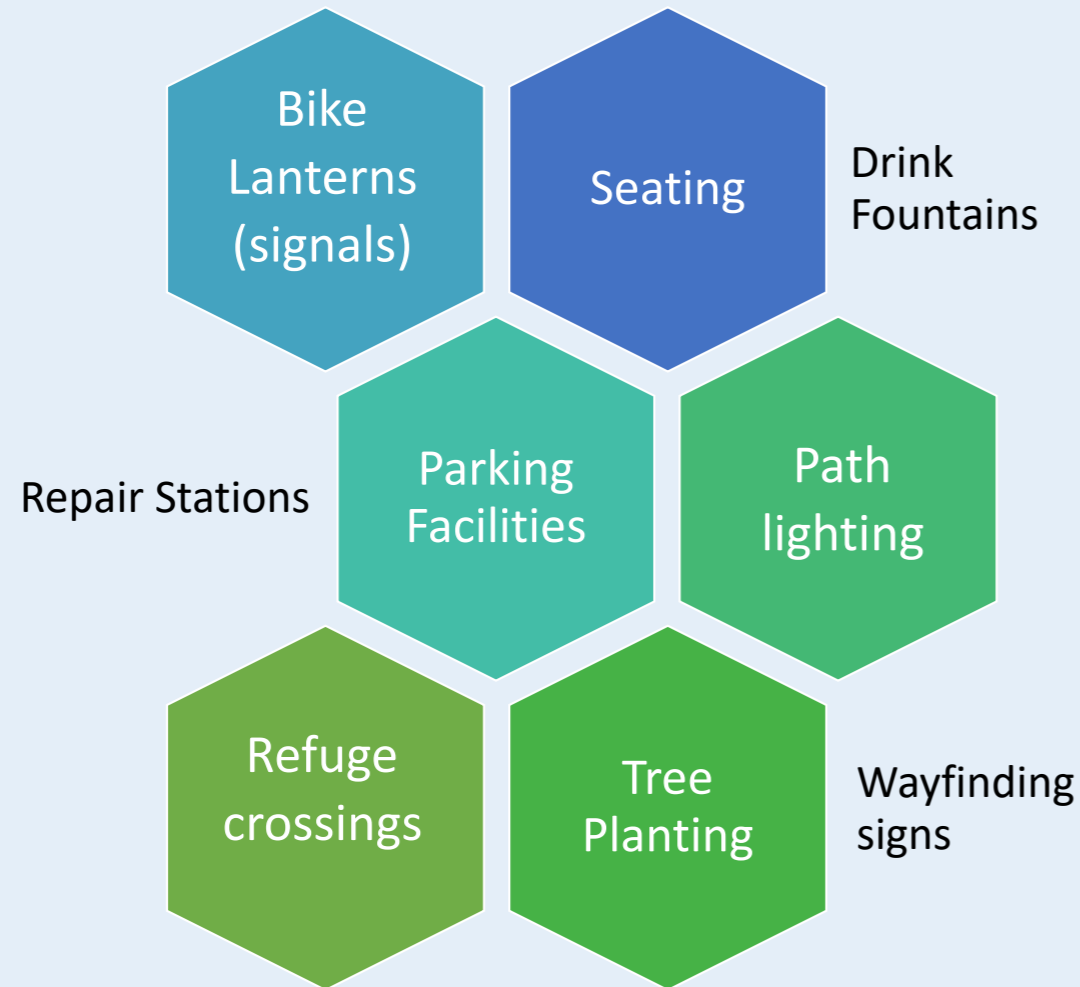 Bike
Lanterns
(signals)
Seating
Drink
Fountains
Repair Stations
Parking
Facilities
Path
lighting
Refuge
crossings
Tree
Planting
Wayfinding
signs